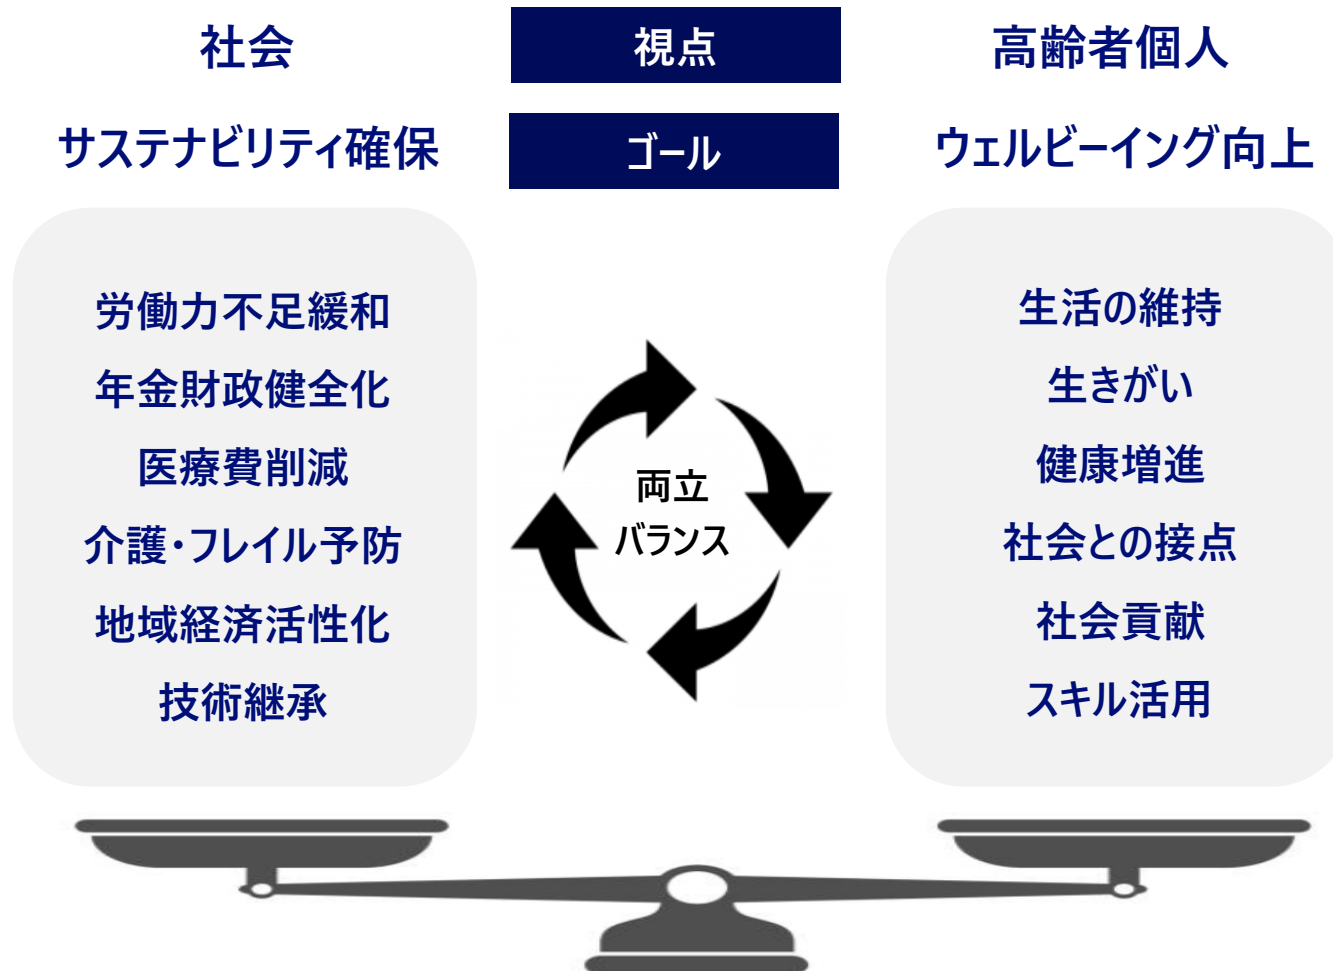 社会
視点
高齢者個人
サステナビリティ確保
ゴール
ウェルビーイング向上
労働力不足緩和
年金財政健全化
医療費削減
介護・フレイル予防
地域経済活性化
技術継承
両立
バランス
生活の維持
生きがい
健康増進
社会との接点
社会貢献
スキル活用